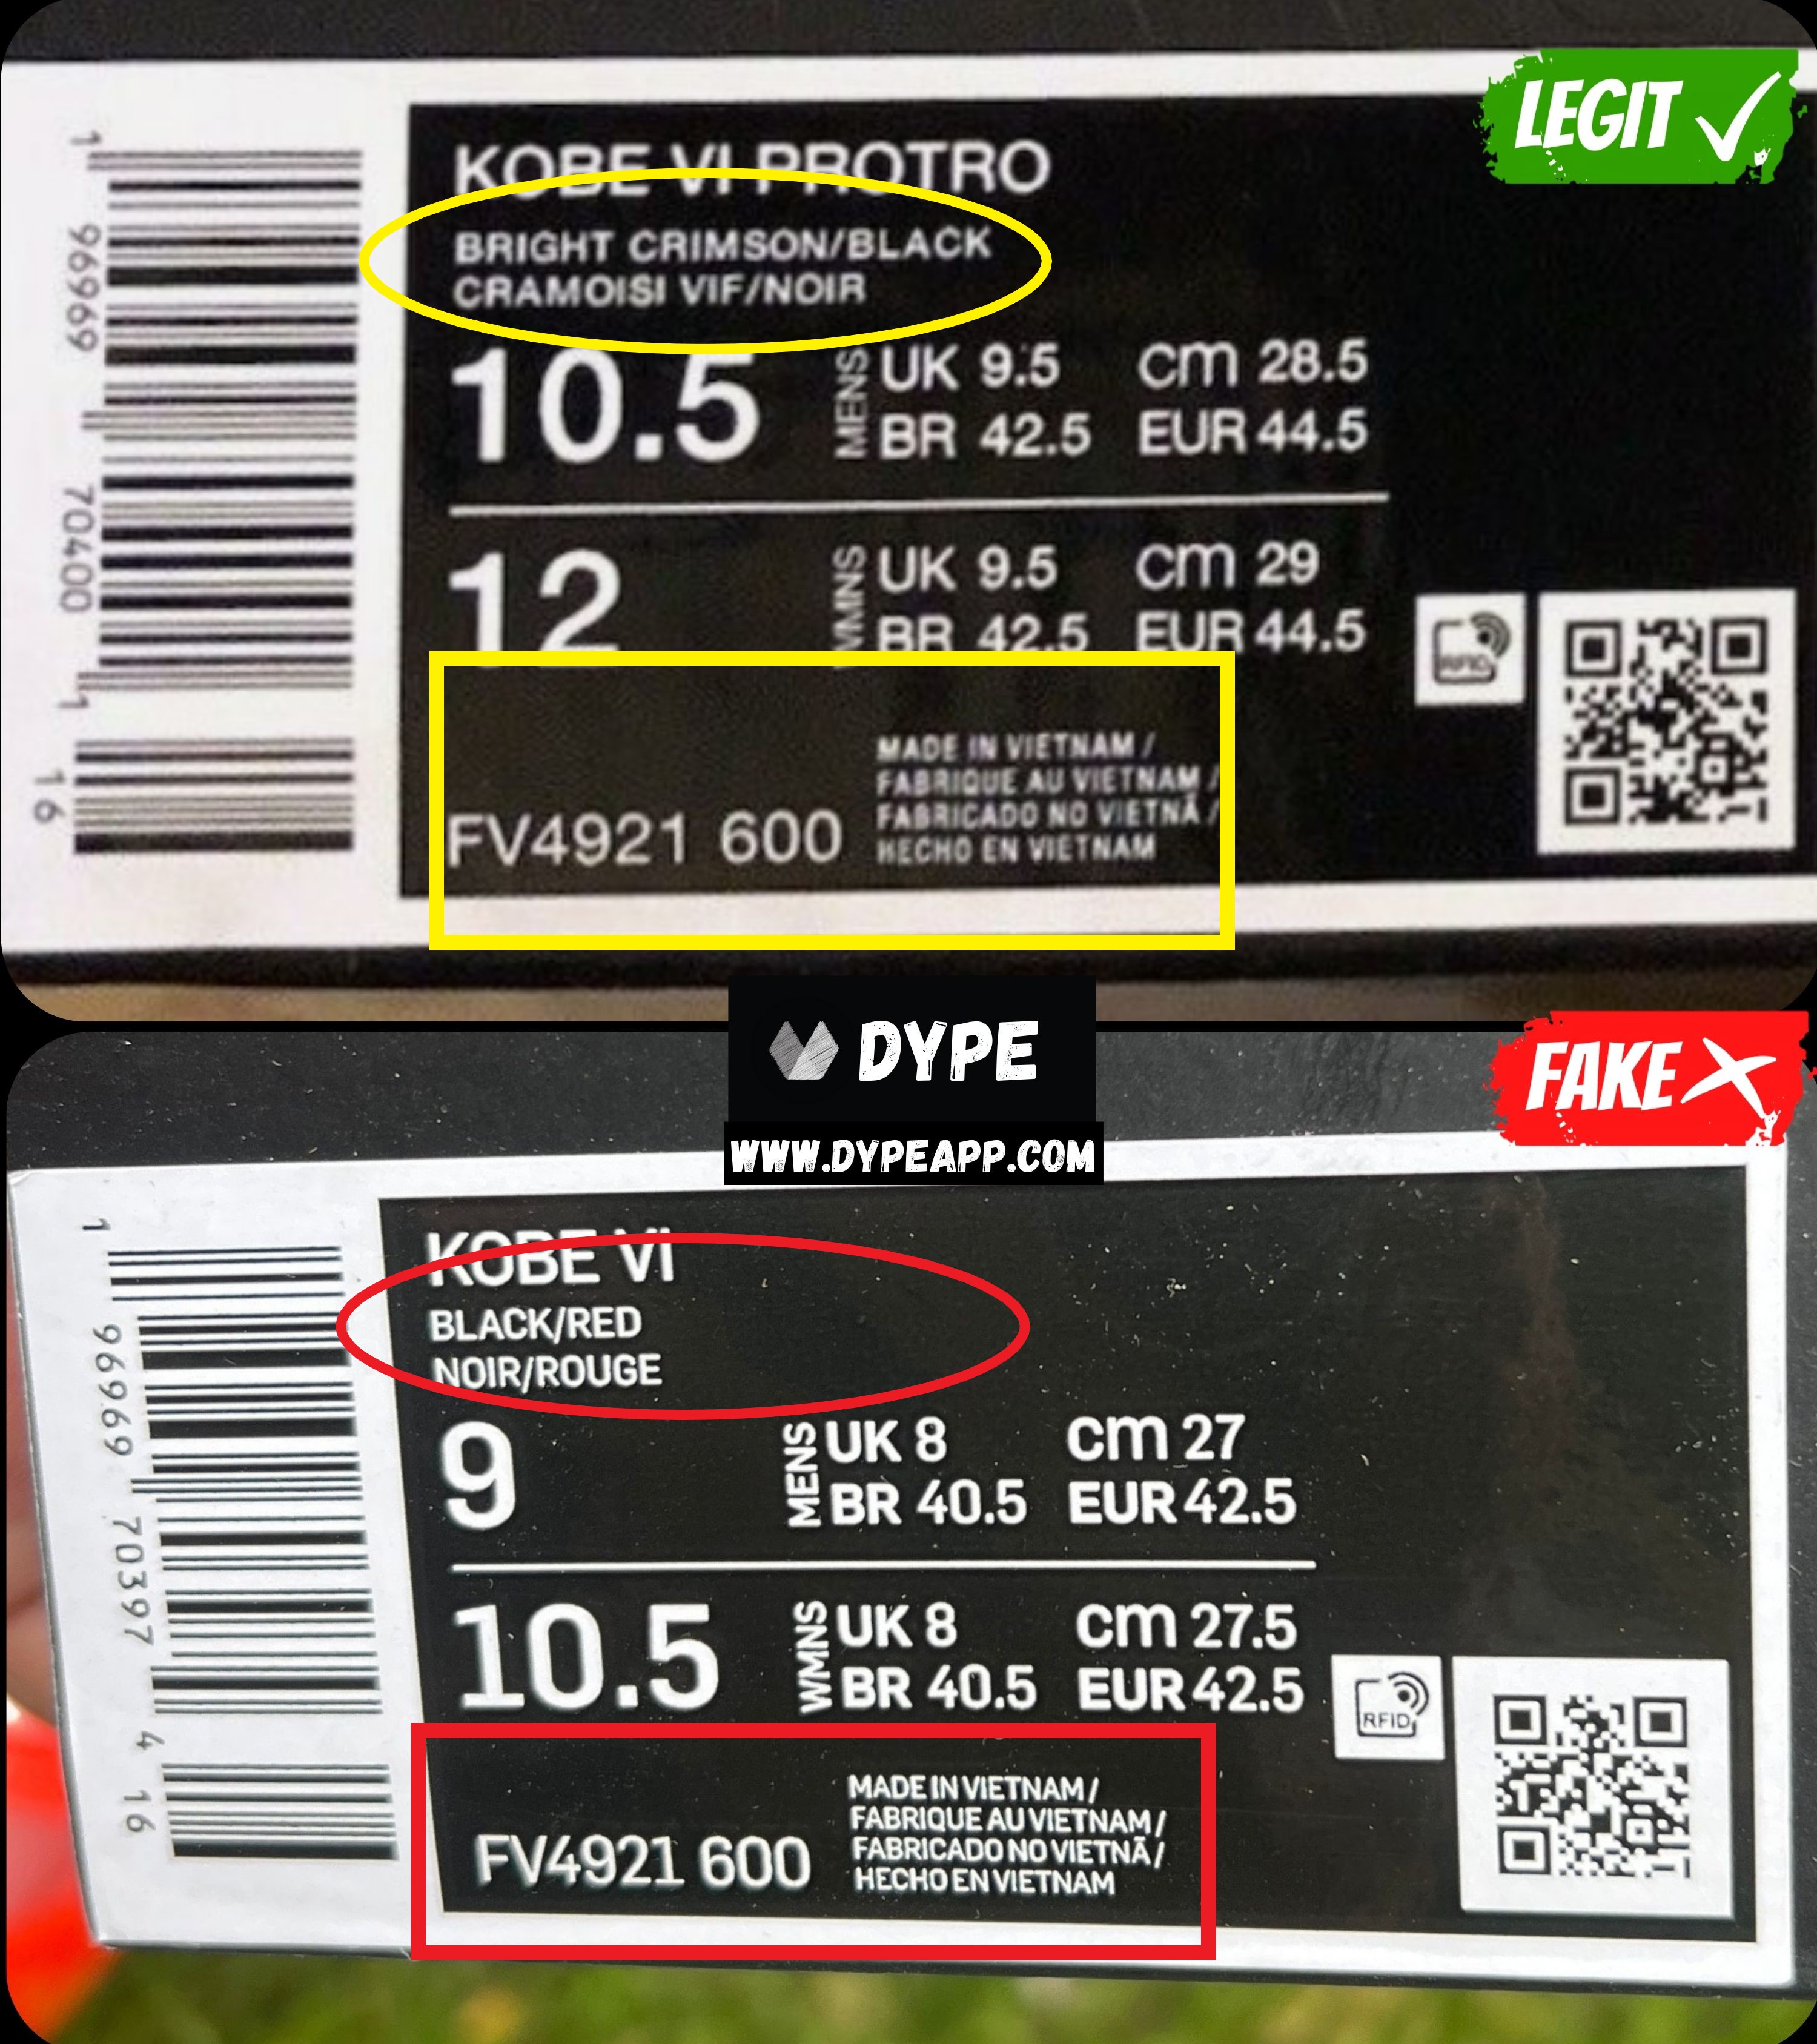 LEGIT
KOBE VI PROTRO
BRIGHT CRIMSON/BLACK
CRAMOISI VIF/NOIR
10.5 MENS UK 9.5 cm 28.5
BR 42.5 EUR 44.5
12 WMNS UK 9.5 cm 29
BR 42.5 EUR 44.5
RFID
MADE IN VIETNAM /
FABRIQUE AU VIETNAM /
FABRICADO NO VIETNÃ /
HECHO EN VIETNAM
FV4921 600
1 96969 70400 1 16
DYPE
WWW.DYPEAPP.COM
FAKE
KOBE VI
BLACK/RED
NOIR/ROUGE
9 MENS UK 8 cm 27
BR 40.5 EUR 42.5
10.5 WMNS UK 8 cm 27.5
BR 40.5 EUR 42.5
RFID
MADE IN VIETNAM /
FABRIQUE AU VIETNAM /
FABRICADO NO VIETNÃ /
HECHO EN VIETNAM
FV4921 600
1 96969 70397 4 16